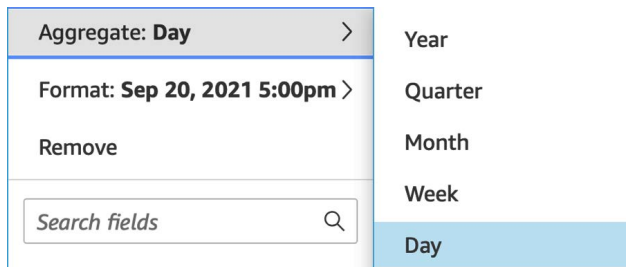 Aggregate: Day
Format: Sep 20, 2021 5:00pm
Remove
Search fields
Year
Quarter
Month
Week
Day